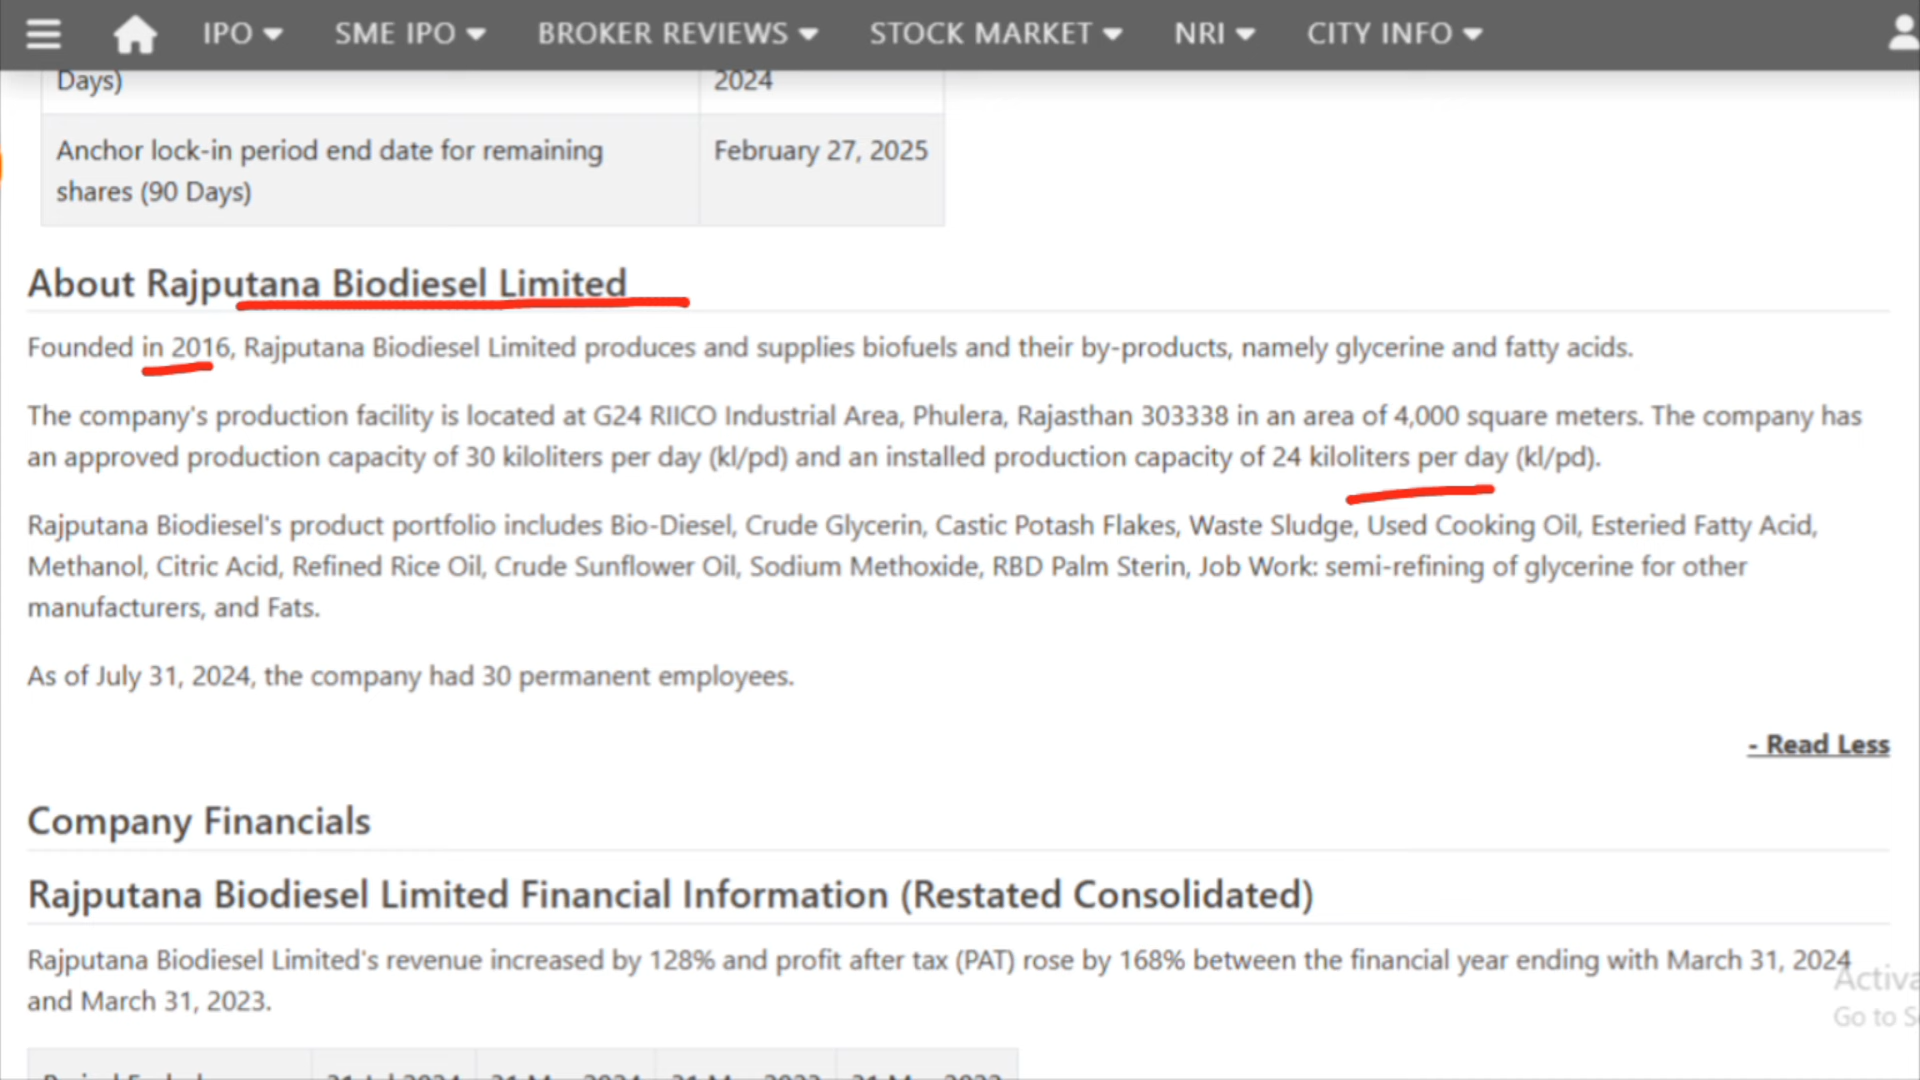 IPO SME IPO BROKER REVIEWS STOCK MARKET NRI CITY INFO
Days) 2024
Anchor lock-in period end date for remaining February 27, 2025
shares (90 Days)
About Rajputana Biodiesel Limited
Founded in 2016, Rajputana Biodiesel Limited produces and supplies biofuels and their by-products, namely glycerine and fatty acids.
The company's production facility is located at G24 RIICO Industrial Area, Phulera, Rajasthan 303338 in an area of 4,000 square meters. The company has
an approved production capacity of 30 kiloliters per day (kl/pd) and an installed production capacity of 24 kiloliters per day (kl/pd).
Rajputana Biodiesel's product portfolio includes Bio-Diesel, Crude Glycerin, Castic Potash Flakes, Waste Sludge, Used Cooking Oil, Esteried Fatty Acid,
Methanol, Citric Acid, Refined Rice Oil, Crude Sunflower Oil, Sodium Methoxide, RBD Palm Sterin, Job Work: semi-refining of glycerine for other
manufacturers, and Fats.
As of July 31, 2024, the company had 30 permanent employees.
- Read Less
Company Financials
Rajputana Biodiesel Limited Financial Information (Restated Consolidated)
Rajputana Biodiesel Limited's revenue increased by 128% and profit after tax (PAT) rose by 168% between the financial year ending with March 31, 2024
and March 31, 2023.
Activa
Go to S